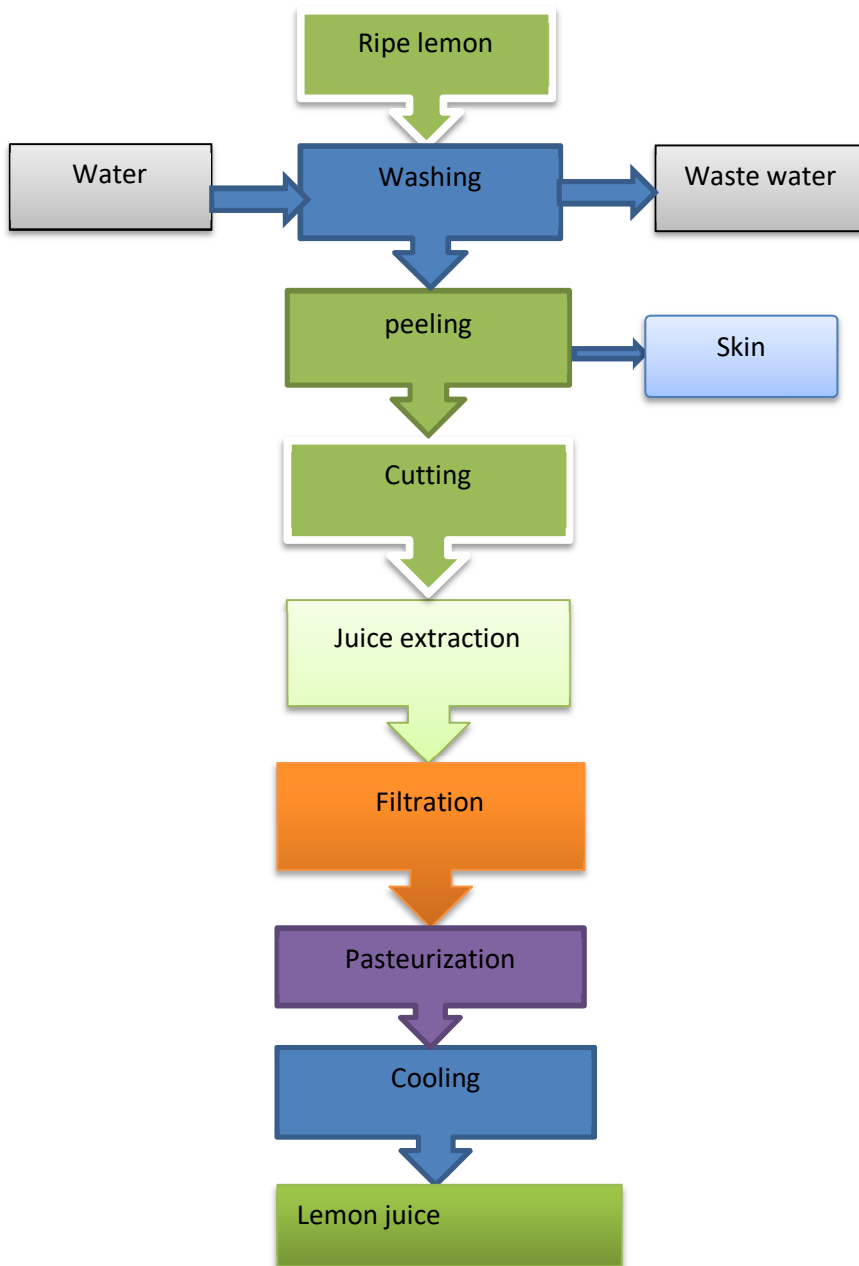 Ripe lemon
Water
Washing
Waste water
peeling
Skin
Cutting
Juice extraction
Filtration
Pasteurization
Cooling
Lemon juice